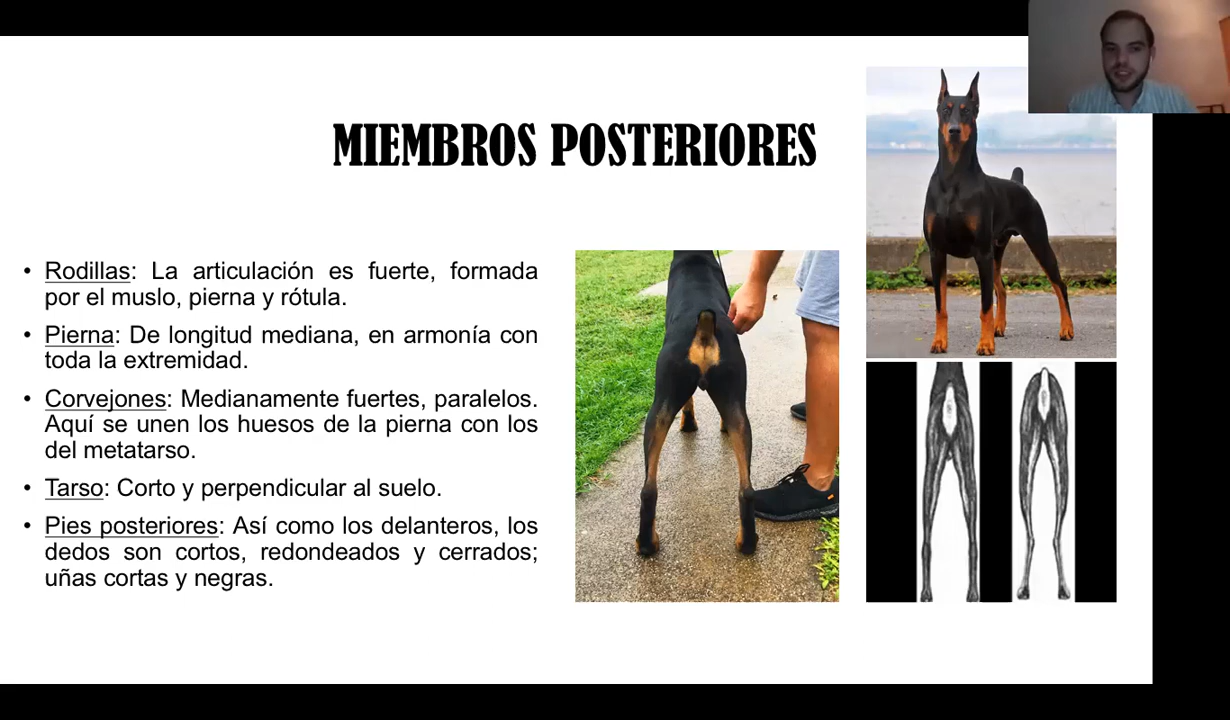 MIEMBROS POSTERIORES
• Rodillas: La articulación es fuerte, formada
por el muslo, pierna y rótula.
• Pierna: De longitud mediana, en armonía con
toda la extremidad.
• Corvejones: Medianamente fuertes, paralelos.
Aquí se unen los huesos de la pierna con los
del metatarso.
• Tarso: Corto y perpendicular al suelo.
• Pies posteriores: Así como los delanteros, los
dedos son cortos, redondeados y cerrados;
uñas cortas y negras.